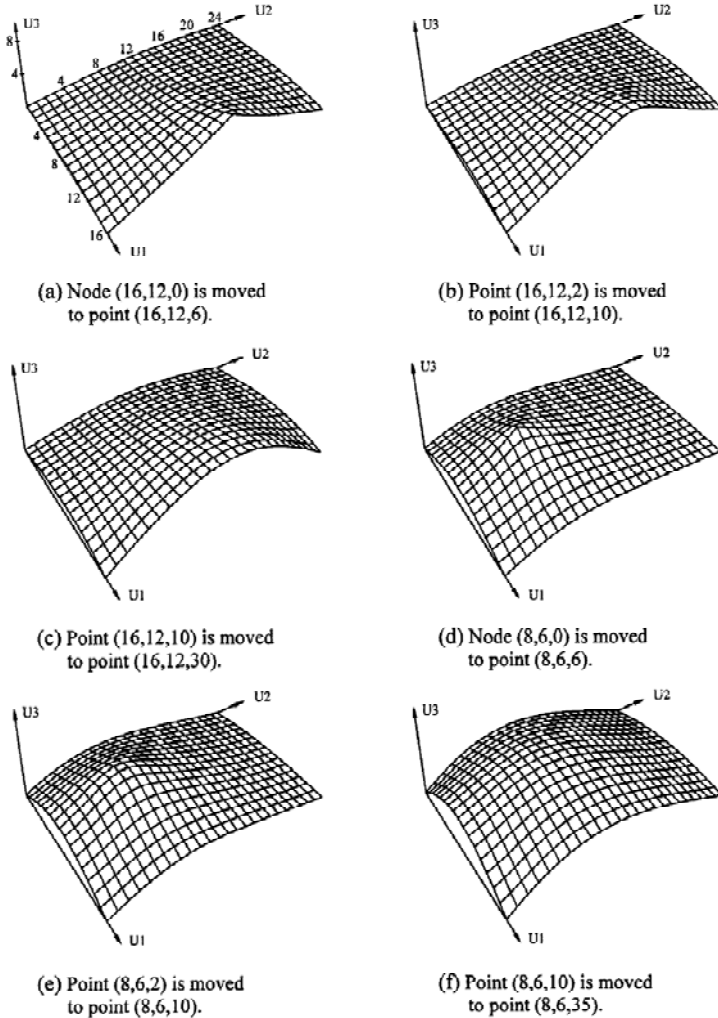 U3
8
4
4
8
12
16
20
24
U2
4
8
12
16
U1
(a) Node (16,12,0) is moved
to point (16,12,6).
U3
U2
U1
(b) Point (16,12,2) is moved
to point (16,12,10).
U3
U2
U1
(c) Point (16,12,10) is moved
to point (16,12,30).
U3
U2
U1
(d) Node (8,6,0) is moved
to point (8,6,6).
U3
U2
U1
(e) Point (8,6,2) is moved
to point (8,6,10).
U3
U2
U1
(f) Point (8,6,10) is moved
to point (8,6,35).